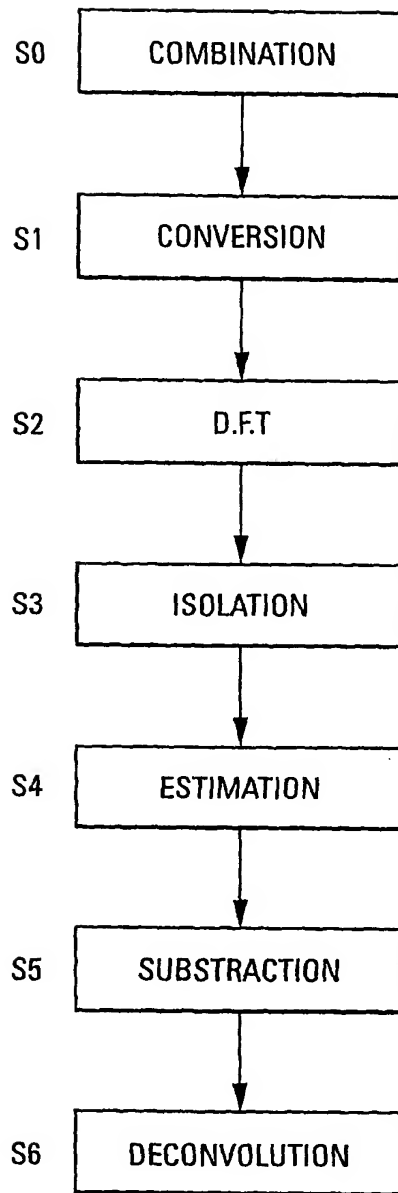 S0 COMBINATION
S1 CONVERSION
S2 D.F.T
S3 ISOLATION
S4 ESTIMATION
S5 SUBSTRACTION
S6 DECONVOLUTION